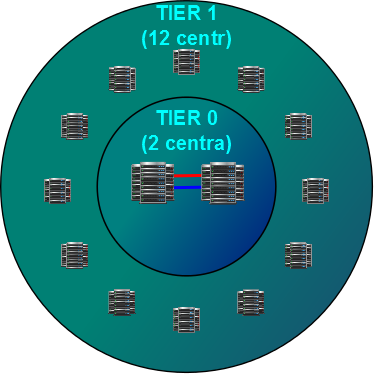 TIER 1
(12 centr)
TIER 0
(2 centra)